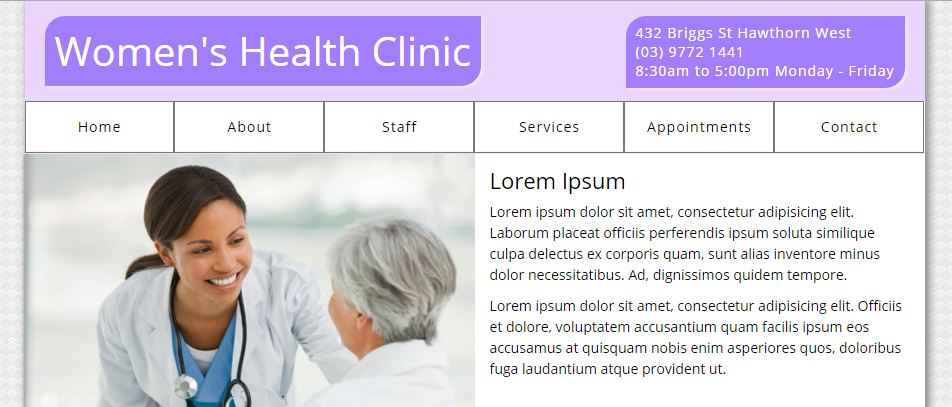 Women's Health Clinic
432 Briggs St Hawthorn West
(03) 9772 1441
8:30am to 5:00pm Monday - Friday
Home
About
Staff
Services
Appointments
Contact
Lorem Ipsum
Lorem ipsum dolor sit amet, consectetur adipisicing elit.
Laborum placeat officiis perferendis ipsum soluta similique
culpa delectus ex corporis quam, sunt alias inventore minus
dolor necessitatibus. Ad, dignissimos quidem tempore.
Lorem ipsum dolor sit amet, consectetur adipisicing elit. Officiis
et dolore, voluptatem accusantium quam facilis ipsum eos
accusamus at quisquam nobis enim asperiores quos, doloribus
fuga laudantium atque provident ut.